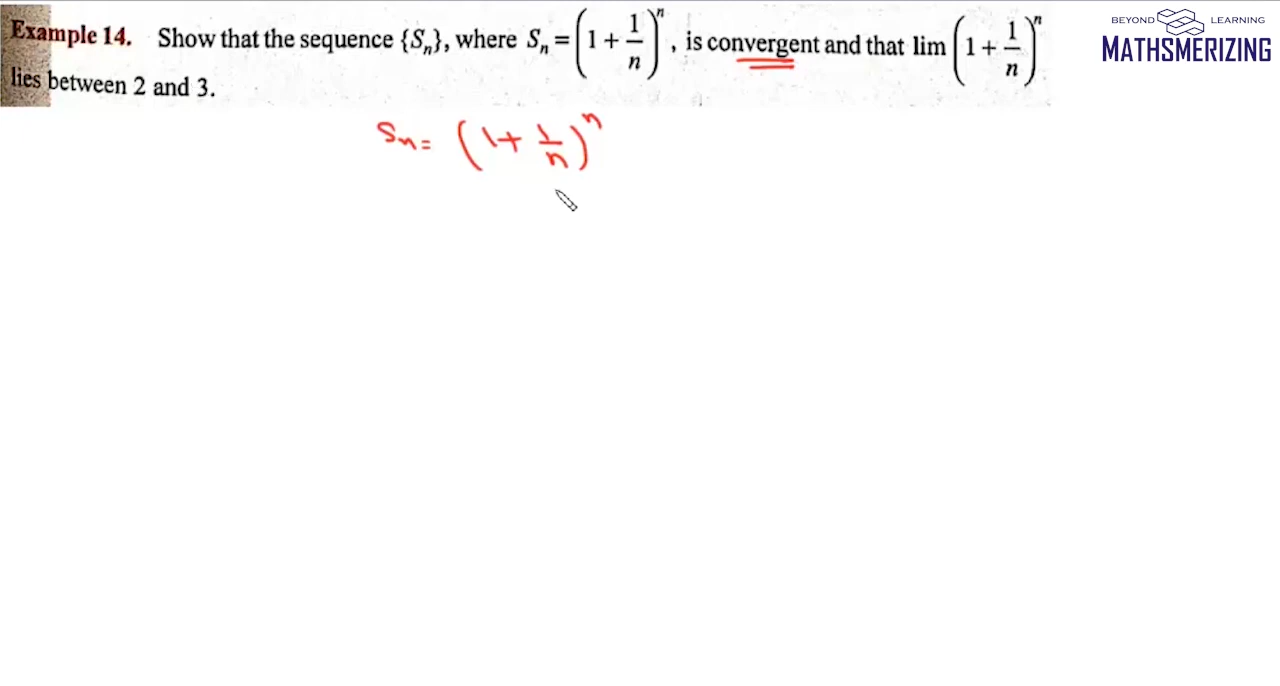 Example 14. Show that the sequence {Sₙ}, where Sₙ = (1 + 1/n)ⁿ, is convergent and that lim (1 + 1/n)ⁿ
lies between 2 and 3.
BEYOND LEARNING
MATHSMERIZING
Sₙ = (1 + 1/n)ⁿ